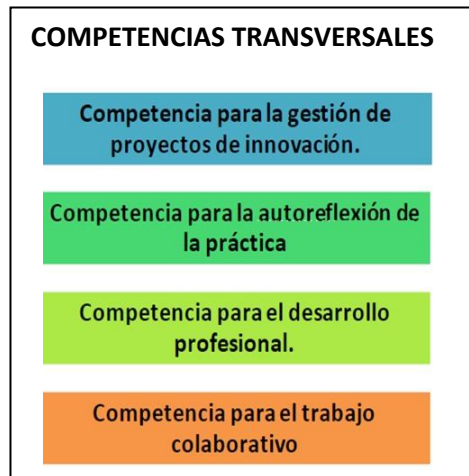 COMPETENCIAS TRANSVERSALES
Competencia para la gestión de
proyectos de innovación.
Competencia para la autoreflexión de
la práctica
Competencia para el desarrollo
profesional.
Competencia para el trabajo
colaborativo